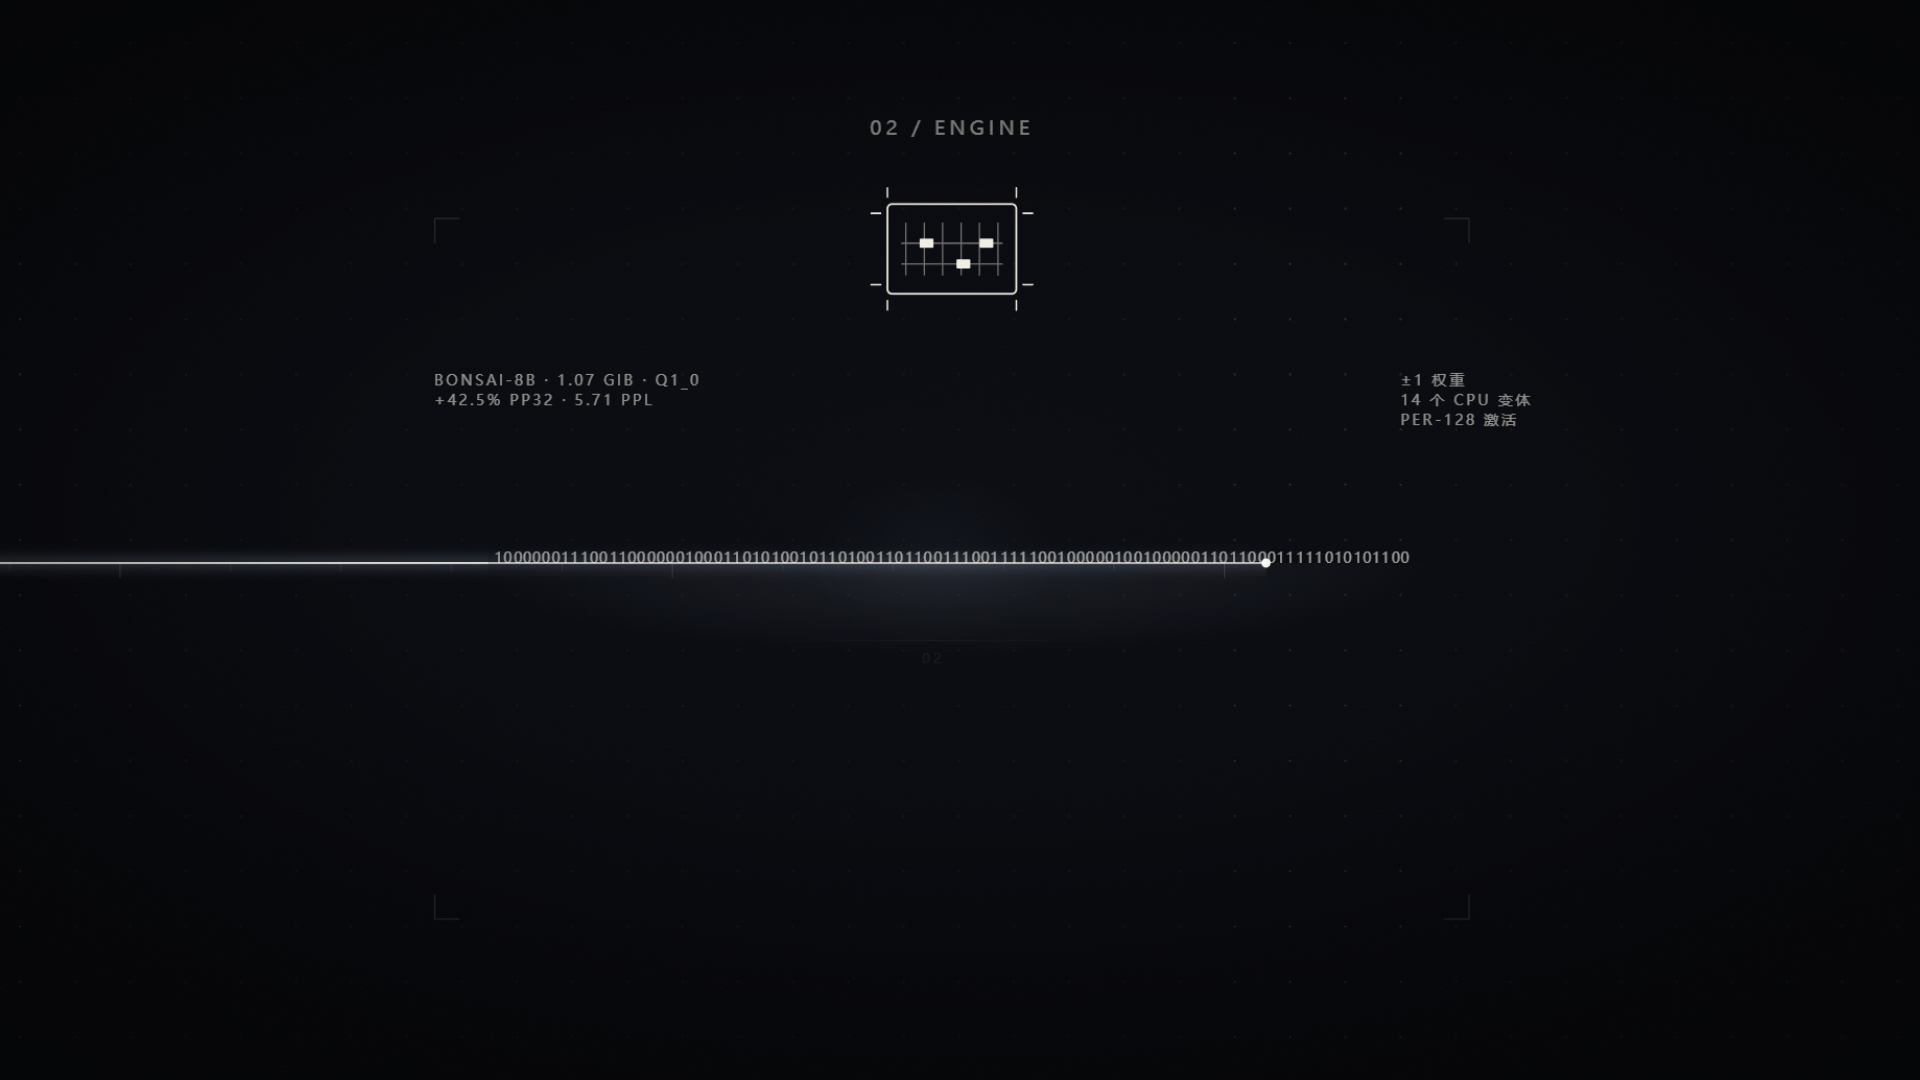 02 / ENGINE
BONSAI-8B · 1.07 GIB · Q1_0
+42.5% PP32 · 5.71 PPL
±1 权重
14 个 CPU 变体
PER-128 激活
02